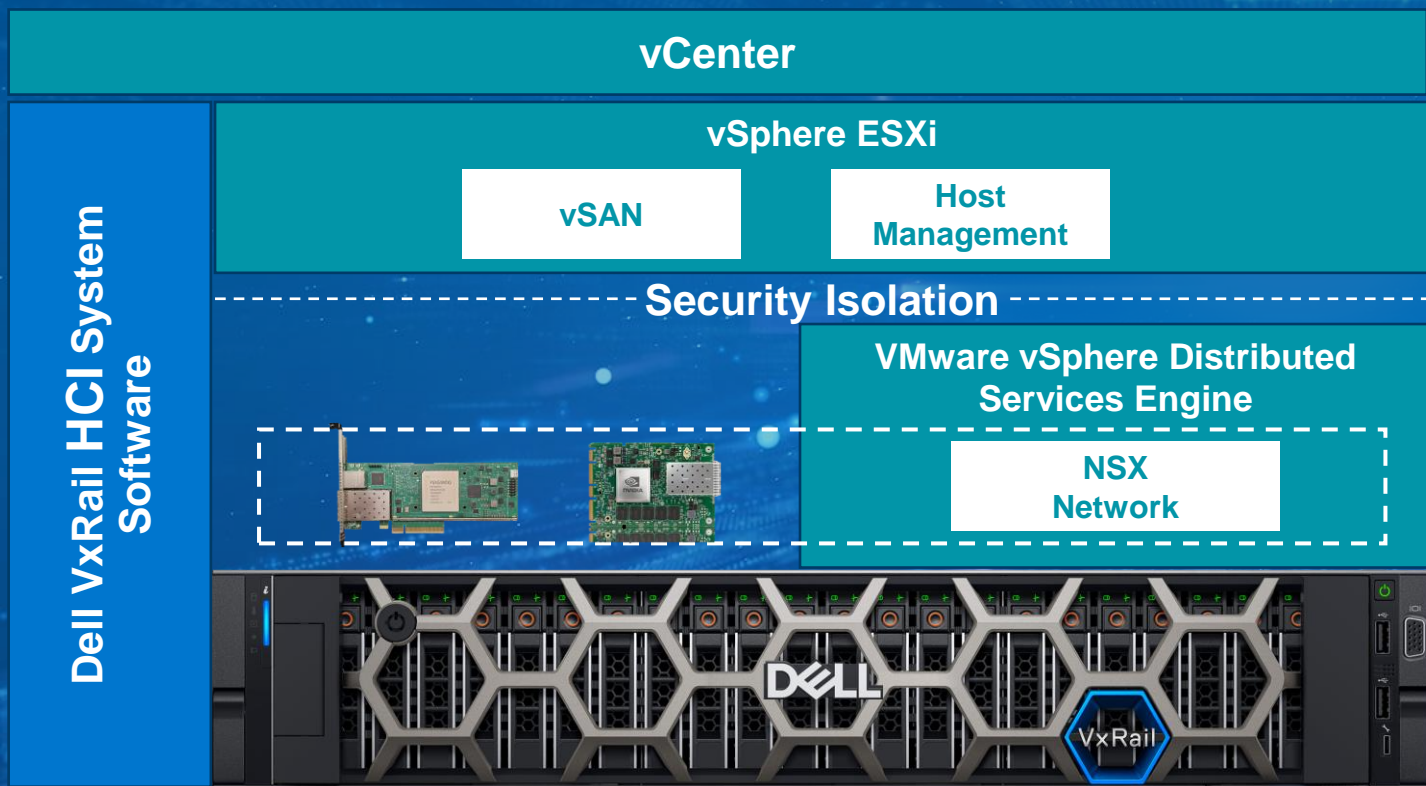 vCenter
vSphere ESXi
vSAN
Host
Management
Dell VxRail HCI System
Software
Security Isolation
VMware vSphere Distributed
Services Engine
NSX
Network
NVIDIA
DELL
VxRail